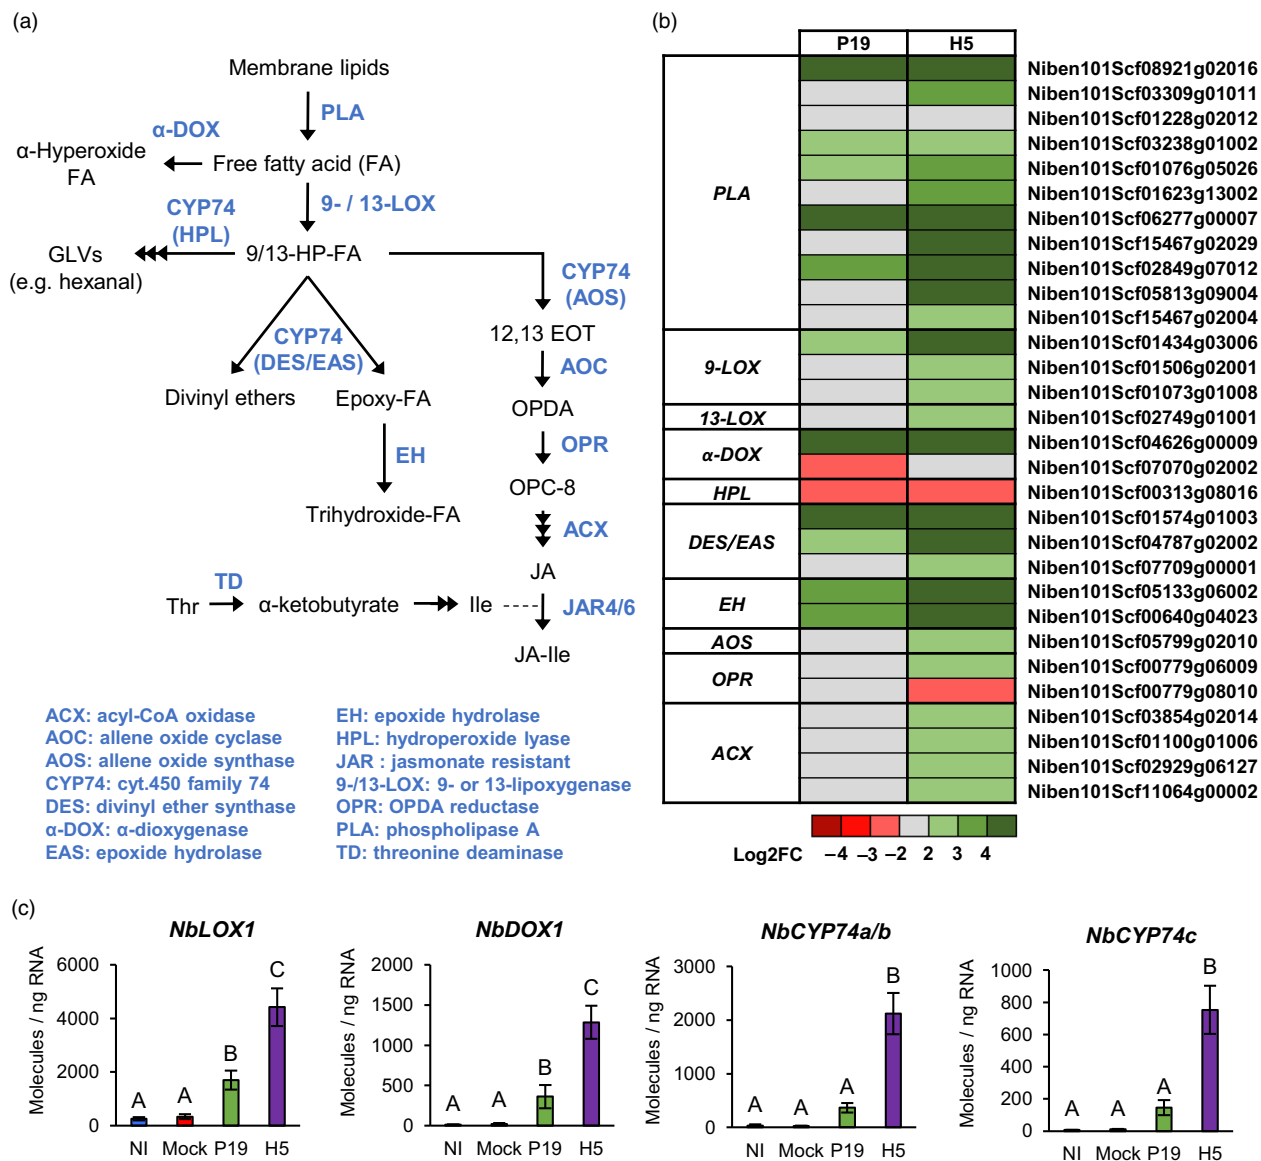 (a)
Membrane lipids
PLA
α-DOX
α-Hyperoxide
FA
Free fatty acid (FA)
9- / 13-LOX
CYP74
(HPL)
GLVs
(e.g. hexanal)
9/13-HP-FA
CYP74
(AOS)
CYP74
(DES/EAS)
12,13 EOT
AOC
Divinyl ethers
Epoxy-FA
OPDA
OPR
EH
OPC-8
Trihydroxide-FA
ACX
JA
TD
Thr
α-ketobutyrate
Ile
JAR4/6
JA-Ile
ACX: acyl-CoA oxidase
AOC: allene oxide cyclase
AOS: allene oxide synthase
CYP74: cyt.450 family 74
DES: divinyl ether synthase
α-DOX: α-dioxygenase
EAS: epoxide hydrolase
EH: epoxide hydrolase
HPL: hydroperoxide lyase
JAR : jasmonate resistant
9-/13-LOX: 9- or 13-lipoxygenase
OPR: OPDA reductase
PLA: phospholipase A
TD: threonine deaminase
(b)
P19 H5
PLA
Niben101Scf08921g02016
Niben101Scf03309g01011
Niben101Scf01228g02012
Niben101Scf03238g01002
Niben101Scf01076g05026
Niben101Scf01623g13002
Niben101Scf06277g00007
Niben101Scf15467g02029
Niben101Scf02849g07012
Niben101Scf05813g09004
Niben101Scf15467g02004
9-LOX
Niben101Scf01434g03006
Niben101Scf01506g02001
Niben101Scf01073g01008
13-LOX
Niben101Scf02749g01001
α-DOX
Niben101Scf04626g00009
Niben101Scf07070g02002
HPL
Niben101Scf00313g08016
DES/EAS
Niben101Scf01574g01003
Niben101Scf04787g02002
Niben101Scf07709g00001
EH
Niben101Scf05133g06002
Niben101Scf00640g04023
AOS
Niben101Scf05799g02010
OPR
Niben101Scf00779g06009
Niben101Scf00779g08010
ACX
Niben101Scf03854g02014
Niben101Scf01100g01006
Niben101Scf02929g06127
Niben101Scf11064g00002
Log2FC −4 −3 −2 2 3 4
(c)
NbLOX1
Molecules / ng RNA
6000
4000
2000
0
A A B C
NI Mock P19 H5
NbDOX1
Molecules / ng RNA
2000
1500
1000
500
0
A A B C
NI Mock P19 H5
NbCYP74a/b
Molecules / ng RNA
3000
2000
1000
0
A A A B
NI Mock P19 H5
NbCYP74c
Molecules / ng RNA
1000
800
600
400
200
0
A A A B
NI Mock P19 H5